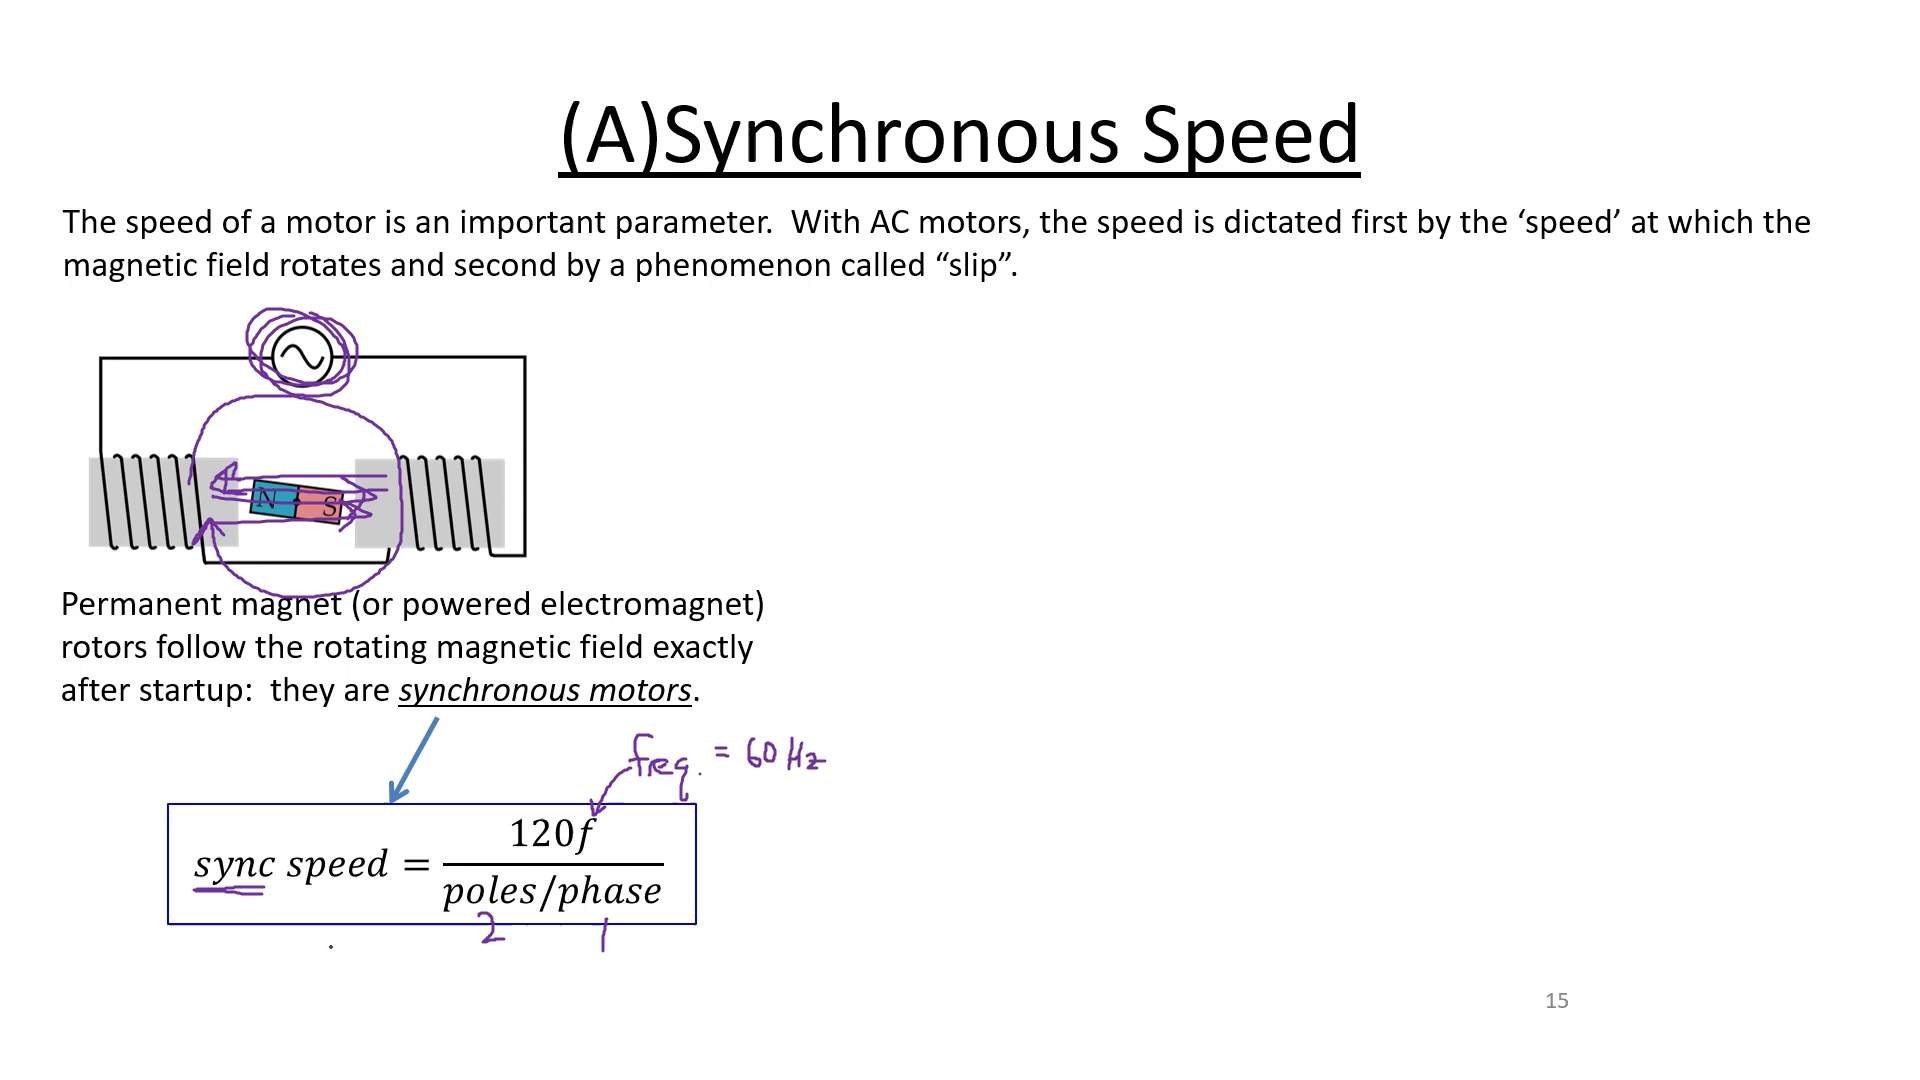 (A)Synchronous Speed
The speed of a motor is an important parameter.  With AC motors, the speed is dictated first by the ‘speed’ at which the
magnetic field rotates and second by a phenomenon called “slip”.
N S
Permanent magnet (or powered electromagnet)
rotors follow the rotating magnetic field exactly
after startup:  they are synchronous motors.
freq. = 60 Hz
sync speed = 120f / poles/phase
2 1
15